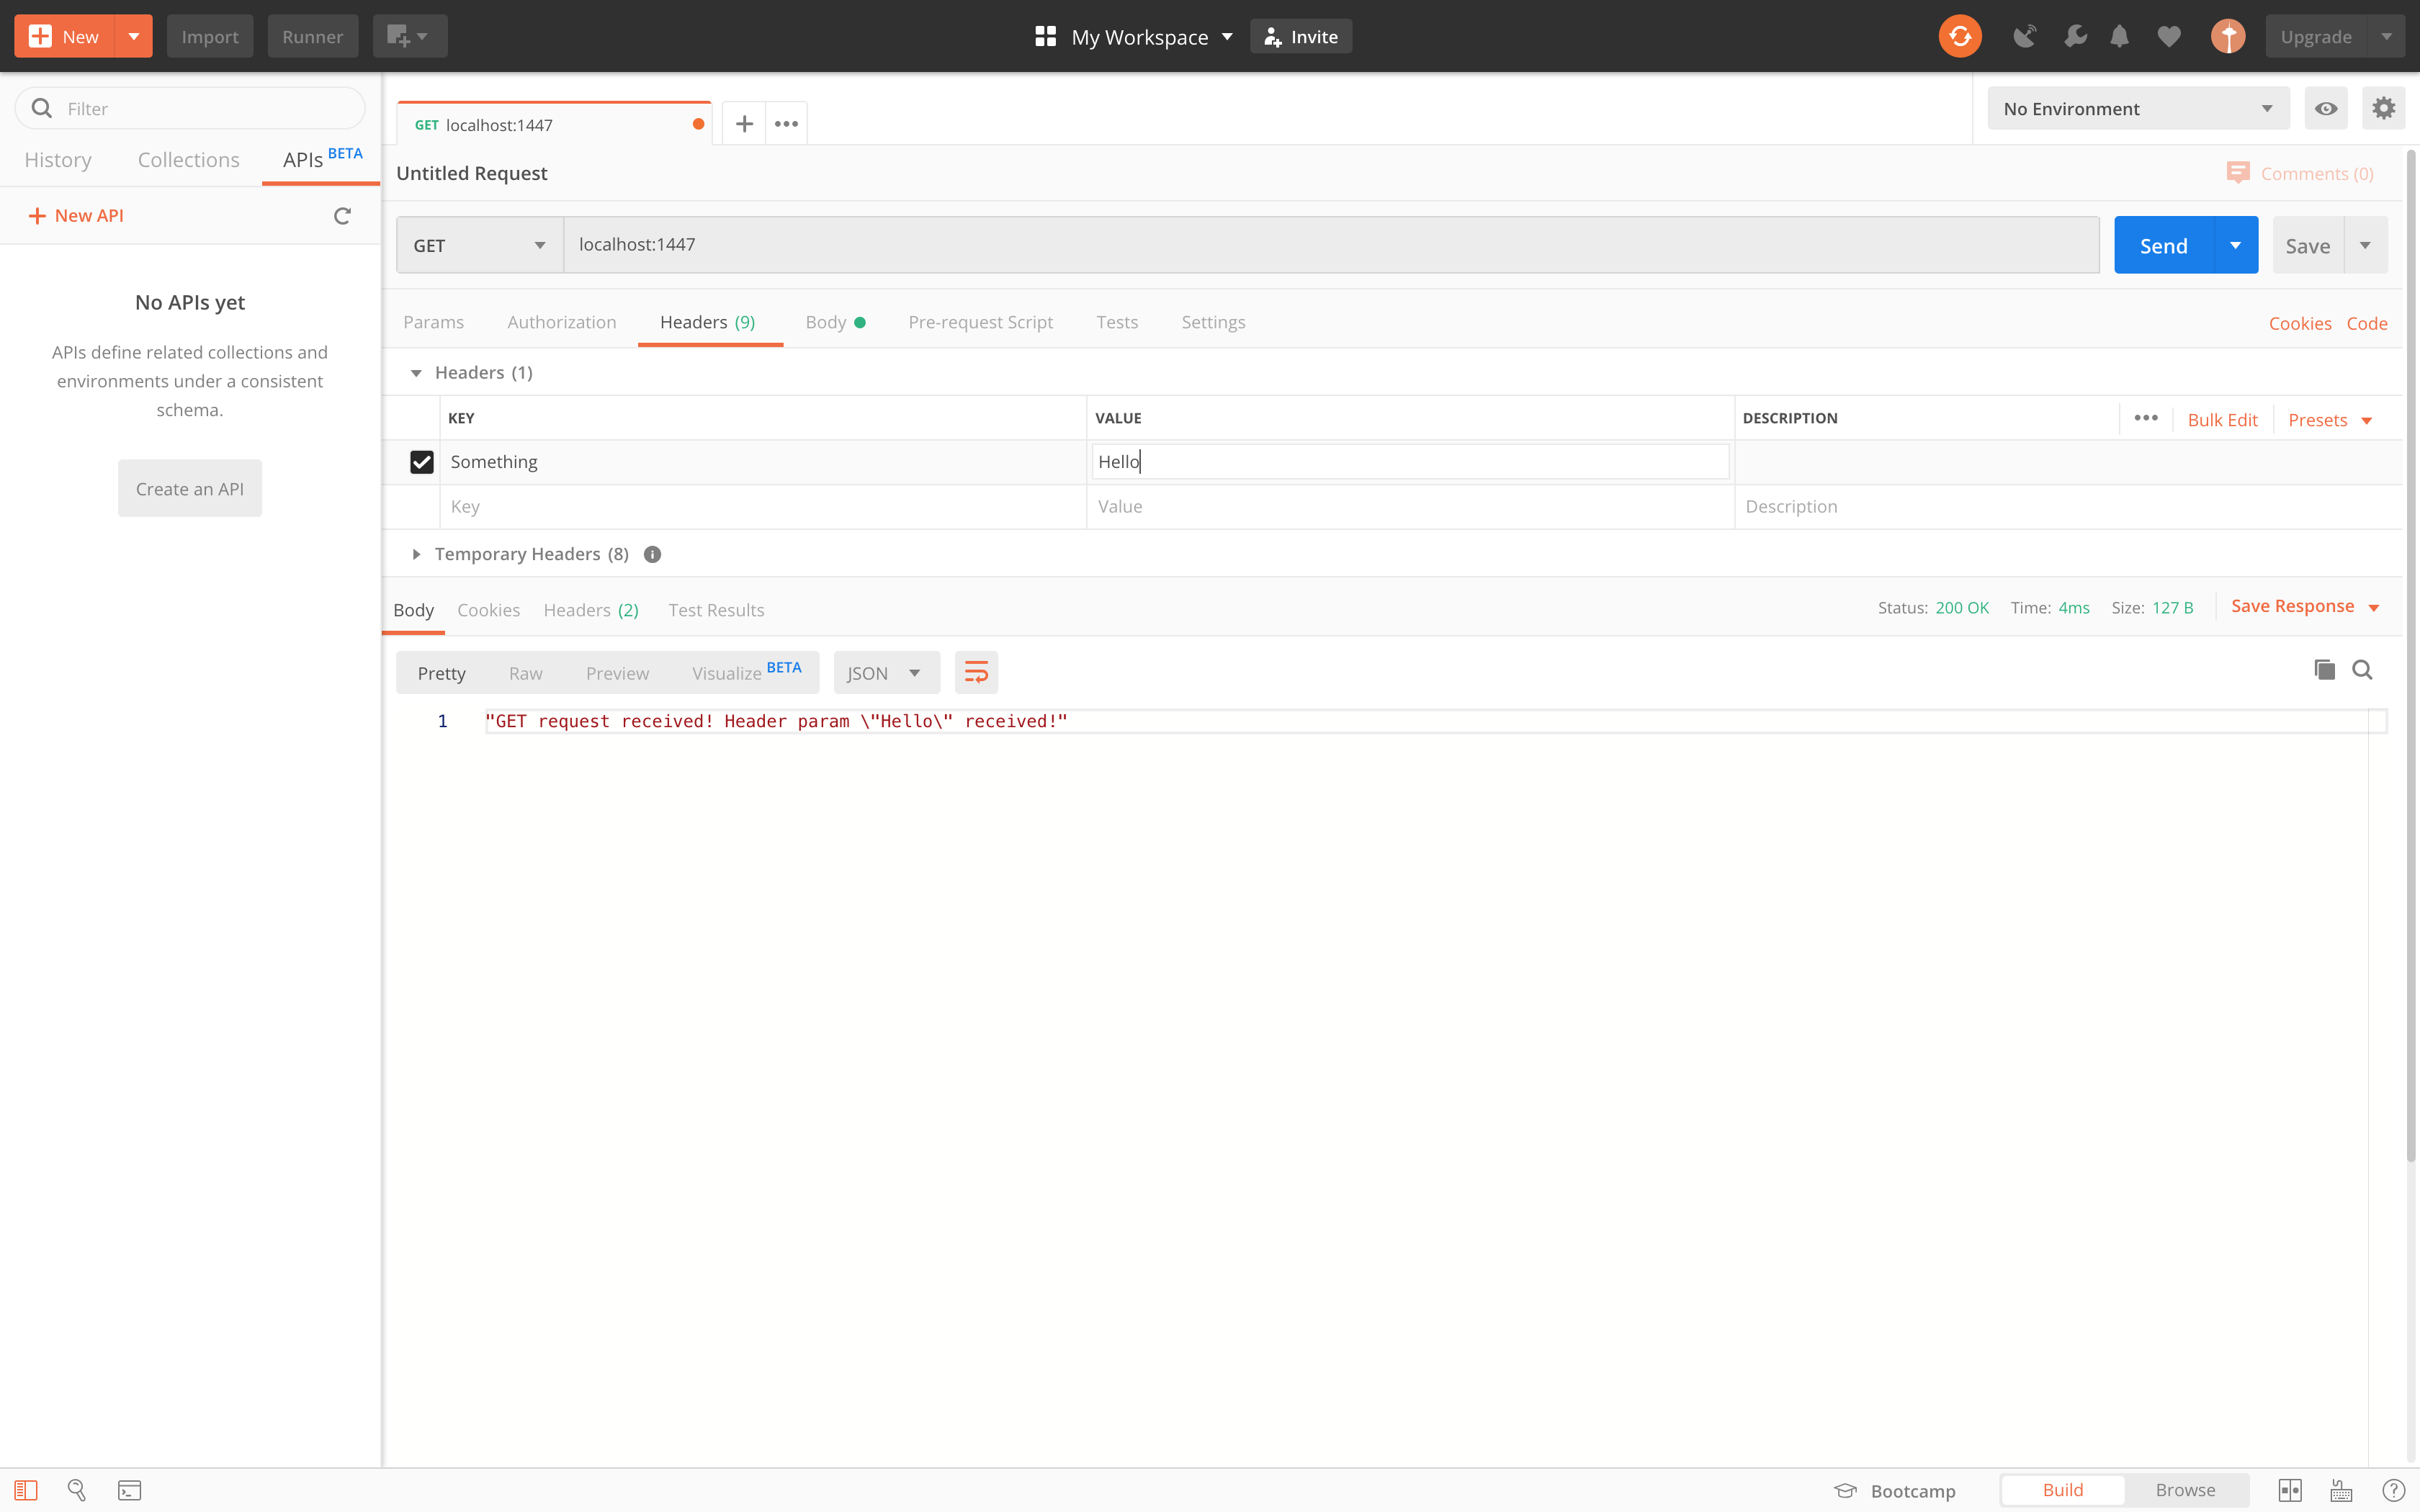 New
Import
Runner
My Workspace
Invite
Upgrade
Filter
History
Collections
APIs BETA
New API
No APIs yet
APIs define related collections and
environments under a consistent
schema.
Create an API
GET localhost:1447
No Environment
Untitled Request
Comments (0)
GET
localhost:1447
Send
Save
Params
Authorization
Headers (9)
Body
Pre-request Script
Tests
Settings
Cookies
Code
Headers (1)
KEY
VALUE
DESCRIPTION
Bulk Edit
Presets
Something
Hello
Key
Value
Description
Temporary Headers (8)
Body
Cookies
Headers (2)
Test Results
Status: 200 OK
Time: 4ms
Size: 127 B
Save Response
Pretty
Raw
Preview
Visualize BETA
JSON
1
"GET request received! Header param \"Hello\" received!"
Bootcamp
Build
Browse